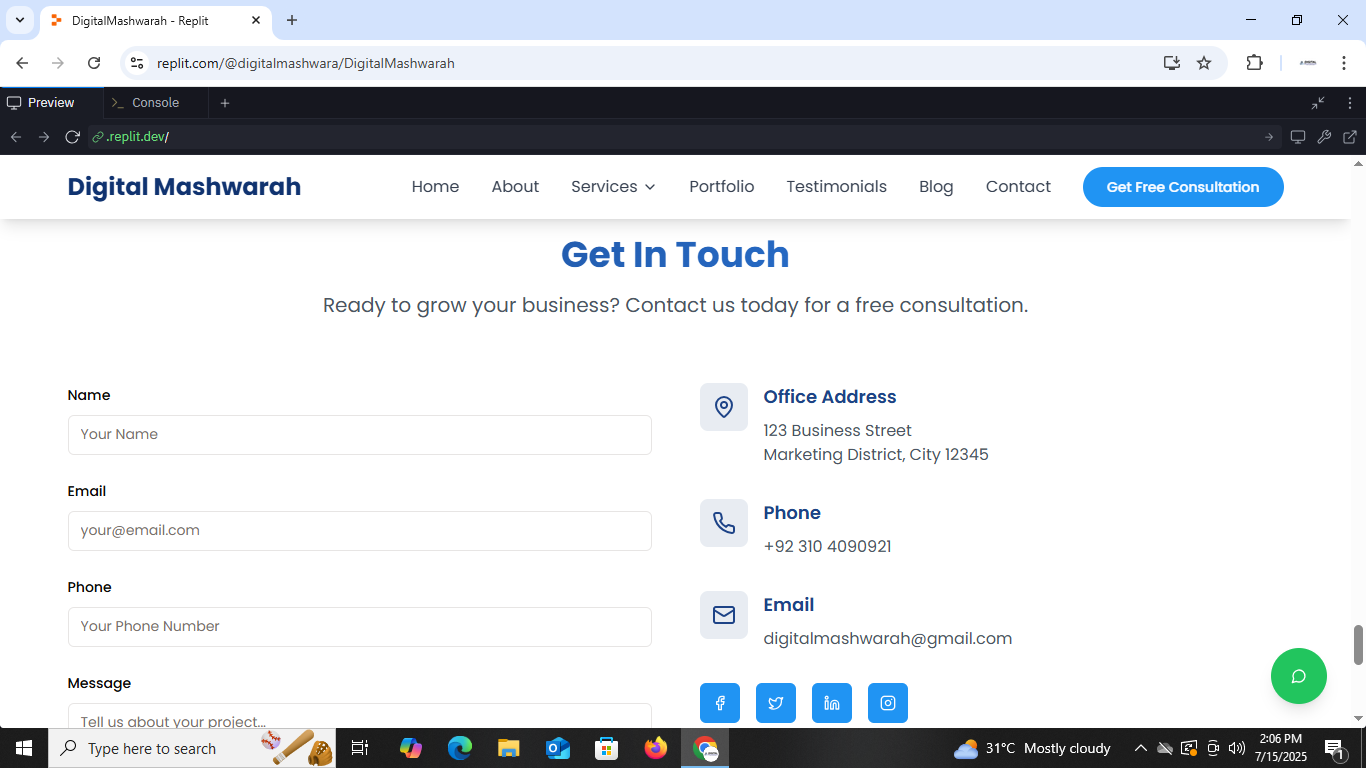 DigitalMashwarah - Replit
replit.com/@digitalmashwara/DigitalMashwarah
Preview
Console
.replit.dev/
Digital Mashwarah
Home
About
Services
Portfolio
Testimonials
Blog
Contact
Get Free Consultation
Get In Touch
Ready to grow your business? Contact us today for a free consultation.
Name
Your Name
Email
your@email.com
Phone
Your Phone Number
Message
Tell us about your project...
Office Address
123 Business Street
Marketing District, City 12345
Phone
+92 310 4090921
Email
digitalmashwarah@gmail.com
Type here to search
31°C Mostly cloudy
2:06 PM
7/15/2025
1